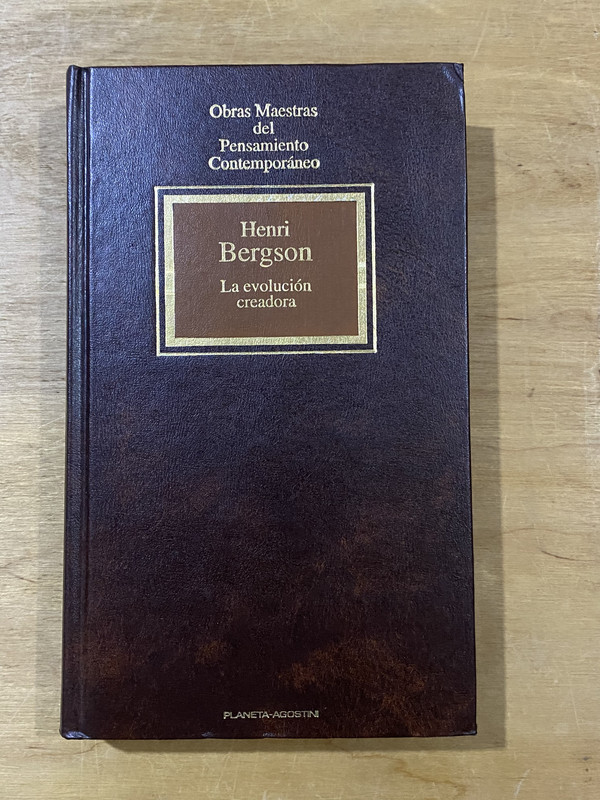 Obras Maestras
del
Pensamiento
Contemporáneo
Henri
Bergson
La evolución
creadora
PLANETA-AGOSTINI